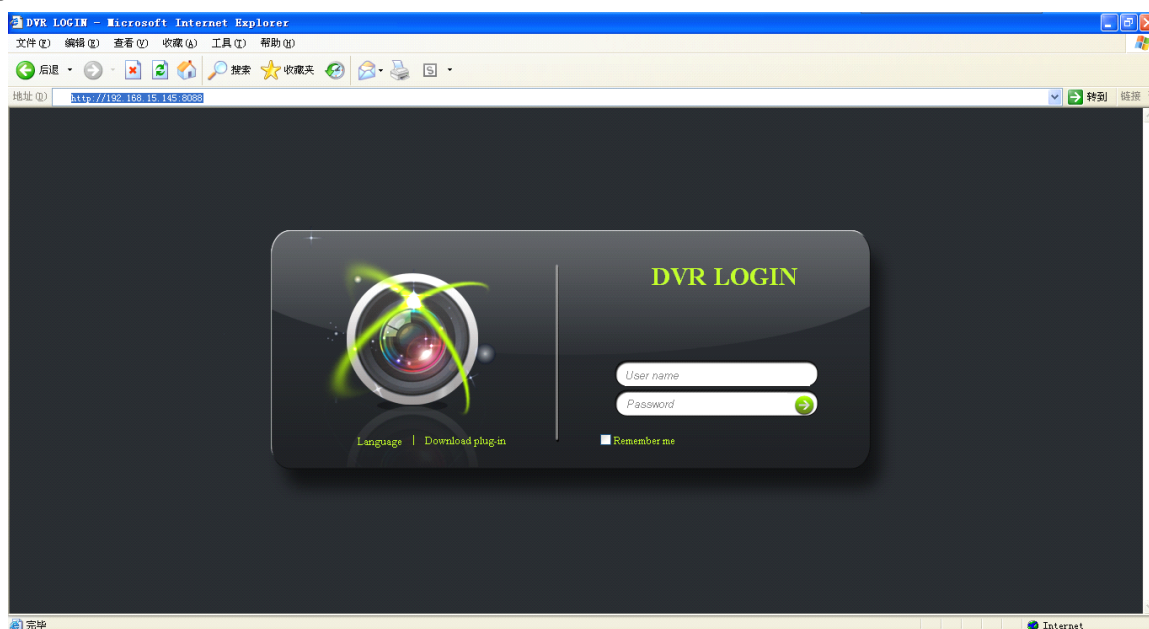 DVR LOGIN - Microsoft Internet Explorer
文件(F) 编辑(E) 查看(V) 收藏(A) 工具(T) 帮助(H)
后退 搜索 收藏夹 S
地址(D) http://192.168.15.145:8088 转到 链接
DVR LOGIN
User name
Password
Language | Download plug-in Remember me
完毕 Internet